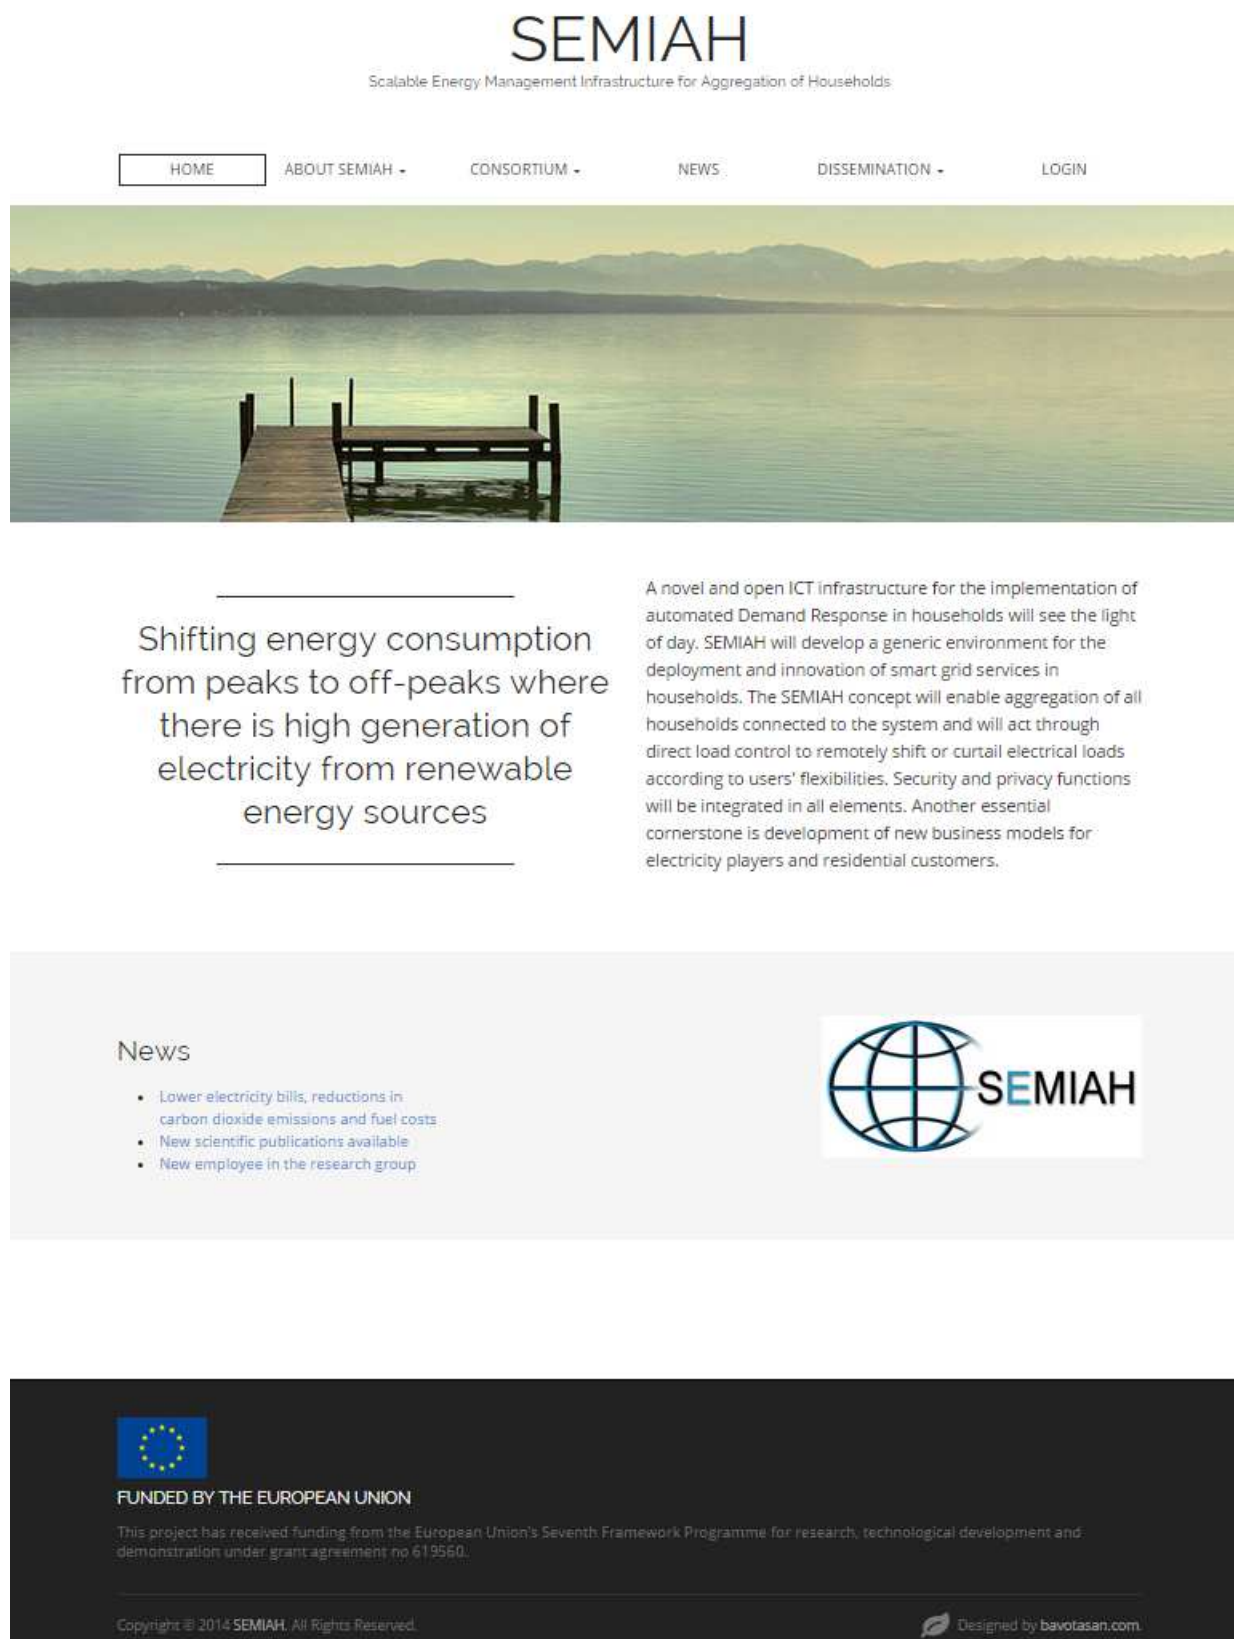 SEMIAH
Scalable Energy Management Infrastructure for Aggregation of Households
HOME ABOUT SEMIAH CONSORTIUM NEWS DISSEMINATION LOGIN
Shifting energy consumption
from peaks to off-peaks where
there is high generation of
electricity from renewable
energy sources
A novel and open ICT infrastructure for the implementation of
automated Demand Response in households will see the light
of day. SEMIAH will develop a generic environment for the
deployment and innovation of smart grid services in
households. The SEMIAH concept will enable aggregation of all
households connected to the system and will act through
direct load control to remotely shift or curtail electrical loads
according to users' flexibilities. Security and privacy functions
will be integrated in all elements. Another essential
cornerstone is development of new business models for
electricity players and residential customers.
News
• Lower electricity bills, reductions in
carbon dioxide emissions and fuel costs
• New scientific publications available
• New employee in the research group
SEMIAH
FUNDED BY THE EUROPEAN UNION
This project has received funding from the European Union's Seventh Framework Programme for research, technological development and
demonstration under grant agreement no 619560.
Copyright © 2014 SEMIAH. All Rights Reserved.
Designed by bavotasan.com.